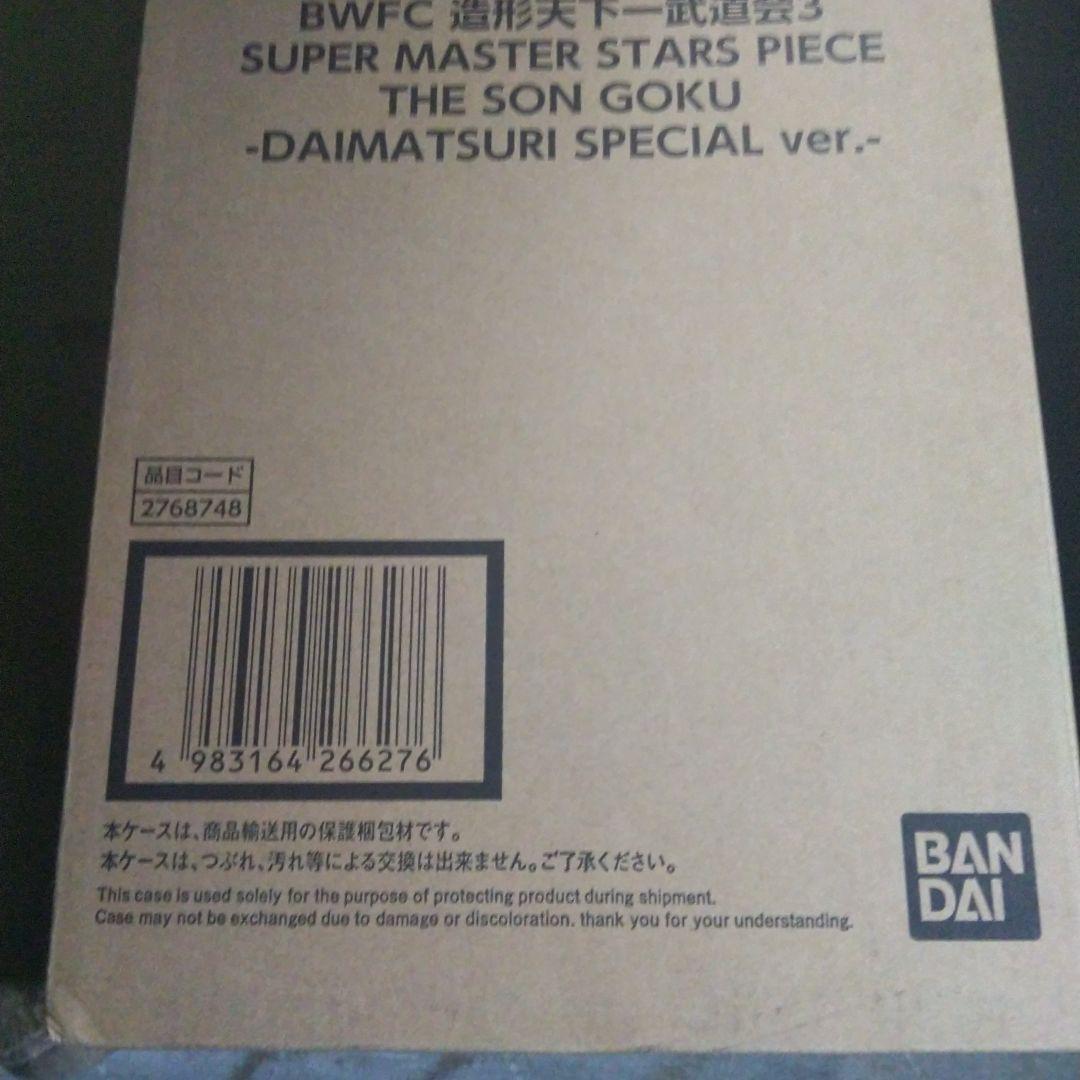 BWFC 造形天下一武道会3
SUPER MASTER STARS PIECE
THE SON GOKU
-DAIMATSURI SPECIAL ver.-
品目コード
2768748
4 983164 266276
本ケースは、商品輸送用の保護梱包材です。
本ケースは、つぶれ、汚れ等による交換は出来ません。ご了承ください。
This case is used solely for the purpose of protecting product during shipment.
Case may not be exchanged due to damage or discoloration. thank you for your understanding.
BAN
DAI